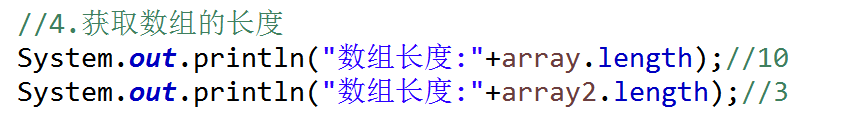 //4.获取数组的长度
System.out.println("数组长度:"+array.length);//10
System.out.println("数组长度:"+array2.length);//3